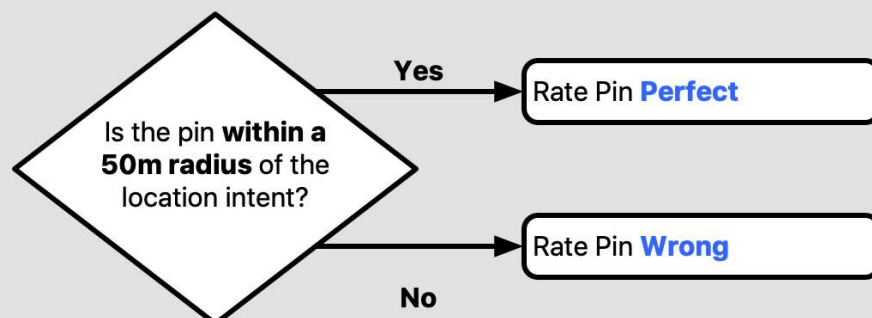 Yes
Rate Pin Perfect
Is the pin within a
50m radius of the
location intent?
Rate Pin Wrong
No